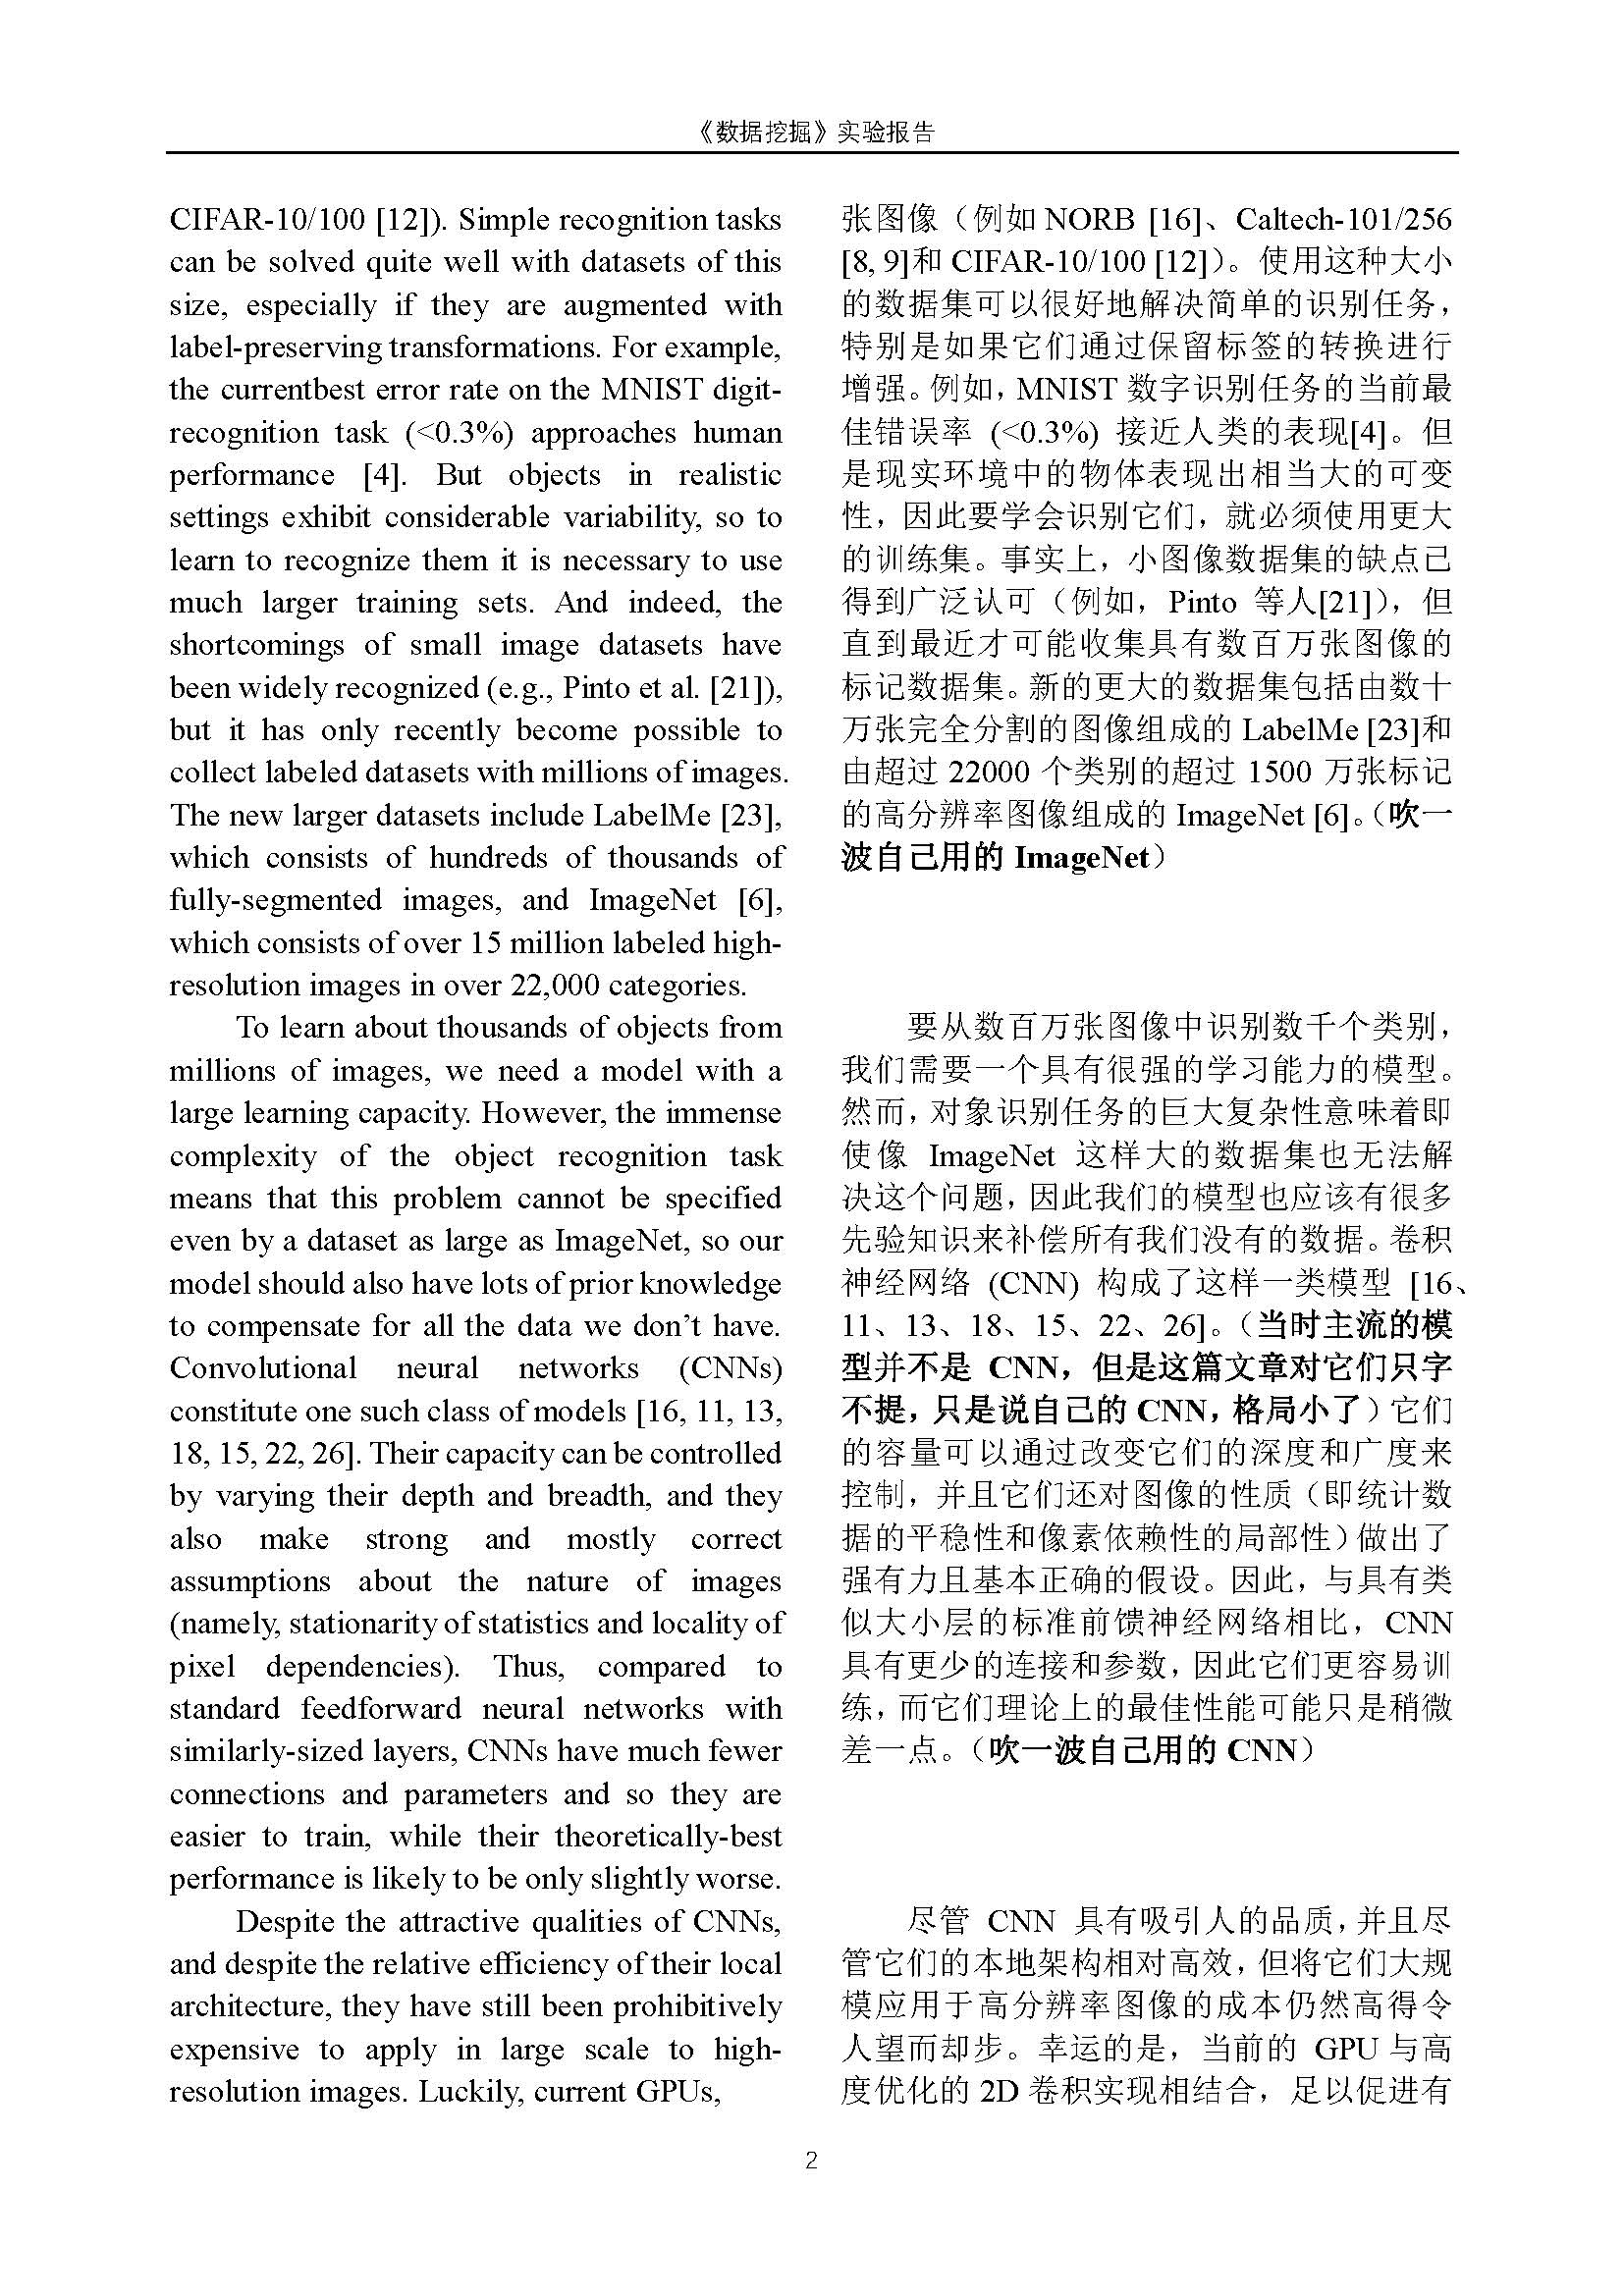 《数据挖掘》实验报告
CIFAR-10/100 [12]). Simple recognition tasks
can be solved quite well with datasets of this
size, especially if they are augmented with
label-preserving transformations. For example,
the currentbest error rate on the MNIST digit-
recognition task (<0.3%) approaches human
performance [4]. But objects in realistic
settings exhibit considerable variability, so to
learn to recognize them it is necessary to use
much larger training sets. And indeed, the
shortcomings of small image datasets have
been widely recognized (e.g., Pinto et al. [21]),
but it has only recently become possible to
collect labeled datasets with millions of images.
The new larger datasets include LabelMe [23],
which consists of hundreds of thousands of
fully-segmented images, and ImageNet [6],
which consists of over 15 million labeled high-
resolution images in over 22,000 categories.
To learn about thousands of objects from
millions of images, we need a model with a
large learning capacity. However, the immense
complexity of the object recognition task
means that this problem cannot be specified
even by a dataset as large as ImageNet, so our
model should also have lots of prior knowledge
to compensate for all the data we don’t have.
Convolutional neural networks (CNNs)
constitute one such class of models [16, 11, 13,
18, 15, 22, 26]. Their capacity can be controlled
by varying their depth and breadth, and they
also make strong and mostly correct
assumptions about the nature of images
(namely, stationarity of statistics and locality of
pixel dependencies). Thus, compared to
standard feedforward neural networks with
similarly-sized layers, CNNs have much fewer
connections and parameters and so they are
easier to train, while their theoretically-best
performance is likely to be only slightly worse.
Despite the attractive qualities of CNNs,
and despite the relative efficiency of their local
architecture, they have still been prohibitively
expensive to apply in large scale to high-
resolution images. Luckily, current GPUs,
张图像（例如 NORB [16]、Caltech-101/256
[8, 9]和 CIFAR-10/100 [12]）。使用这种大小
的数据集可以很好地解决简单的识别任务，
特别是如果它们通过保留标签的转换进行
增强。例如，MNIST 数字识别任务的当前最
佳错误率 (<0.3%) 接近人类的表现[4]。但
是现实环境中的物体表现出相当大的可变
性，因此要学会识别它们，就必须使用更大
的训练集。事实上，小图像数据集的缺点已
得到广泛认可（例如，Pinto 等人[21]），但
直到最近才可能收集具有数百万张图像的
标记数据集。新的更大的数据集包括由数十
万张完全分割的图像组成的 LabelMe [23]和
由超过 22000 个类别的超过 1500 万张标记
的高分辨率图像组成的 ImageNet [6]。（吹一
波自己用的 ImageNet）
要从数百万张图像中识别数千个类别，
我们需要一个具有很强的学习能力的模型。
然而，对象识别任务的巨大复杂性意味着即
使像 ImageNet 这样大的数据集也无法解
决这个问题，因此我们的模型也应该有很多
先验知识来补偿所有我们没有的数据。卷积
神经网络 (CNN) 构成了这样一类模型 [16、
11、13、18、15、22、26]。（当时主流的模
型并不是 CNN，但是这篇文章对它们只字
不提，只是说自己的 CNN，格局小了）它们
的容量可以通过改变它们的深度和广度来
控制，并且它们还对图像的性质（即统计数
据的平稳性和像素依赖性的局部性）做出了
强有力且基本正确的假设。因此，与具有类
似大小层的标准前馈神经网络相比，CNN
具有更少的连接和参数，因此它们更容易训
练，而它们理论上的最佳性能可能只是稍微
差一点。（吹一波自己用的 CNN）
尽管 CNN 具有吸引人的品质，并且尽
管它们的本地架构相对高效，但将它们大规
模应用于高分辨率图像的成本仍然高得令
人望而却步。幸运的是，当前的 GPU 与高
度优化的 2D 卷积实现相结合，足以促进有
2